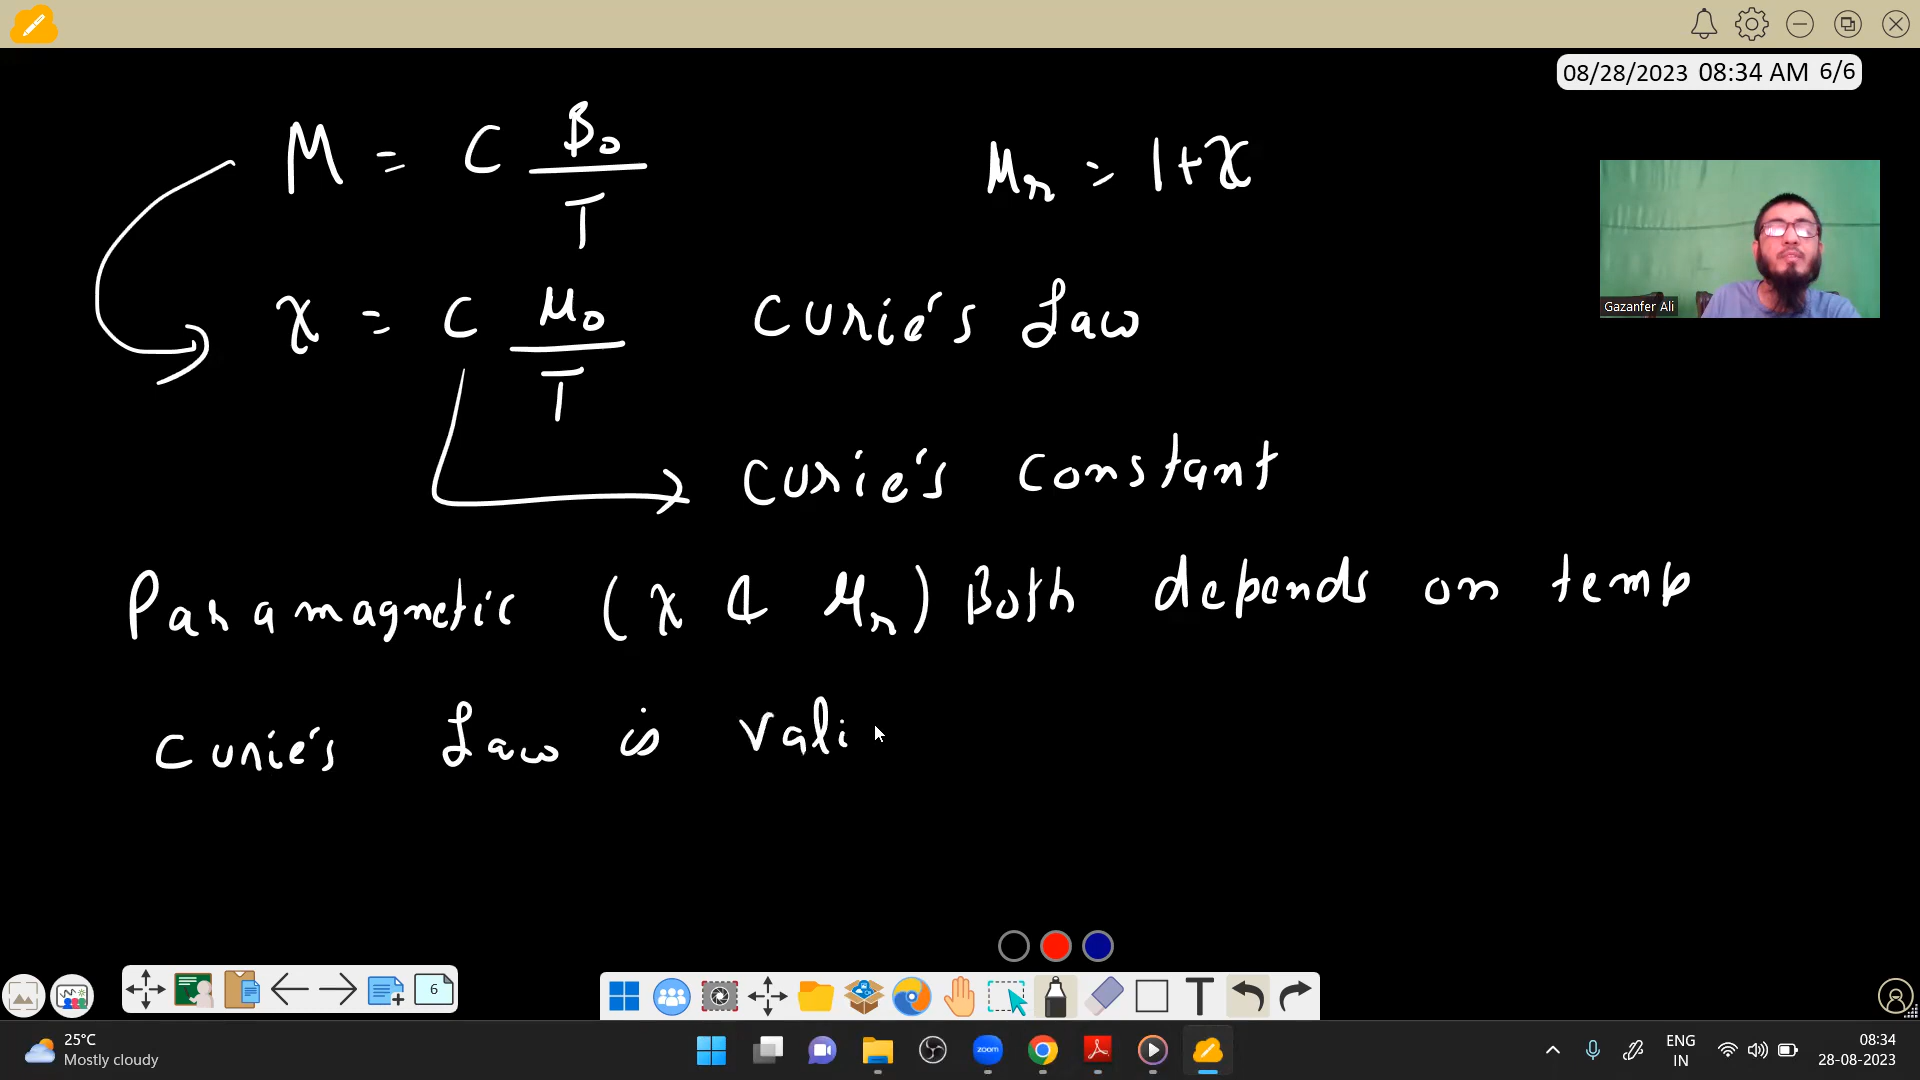 08/28/2023 08:34 AM 6/6
M = C B₀/T
μᵣ = 1+χ
Gazanfer Ali
χ = C μ₀/T Curie's Law
Curie's constant
Paramagnetic (χ & μᵣ) Both depends on temp
Curie's Law is vali
6
25°C
Mostly cloudy
zoom
ENG
IN
08:34
28-08-2023